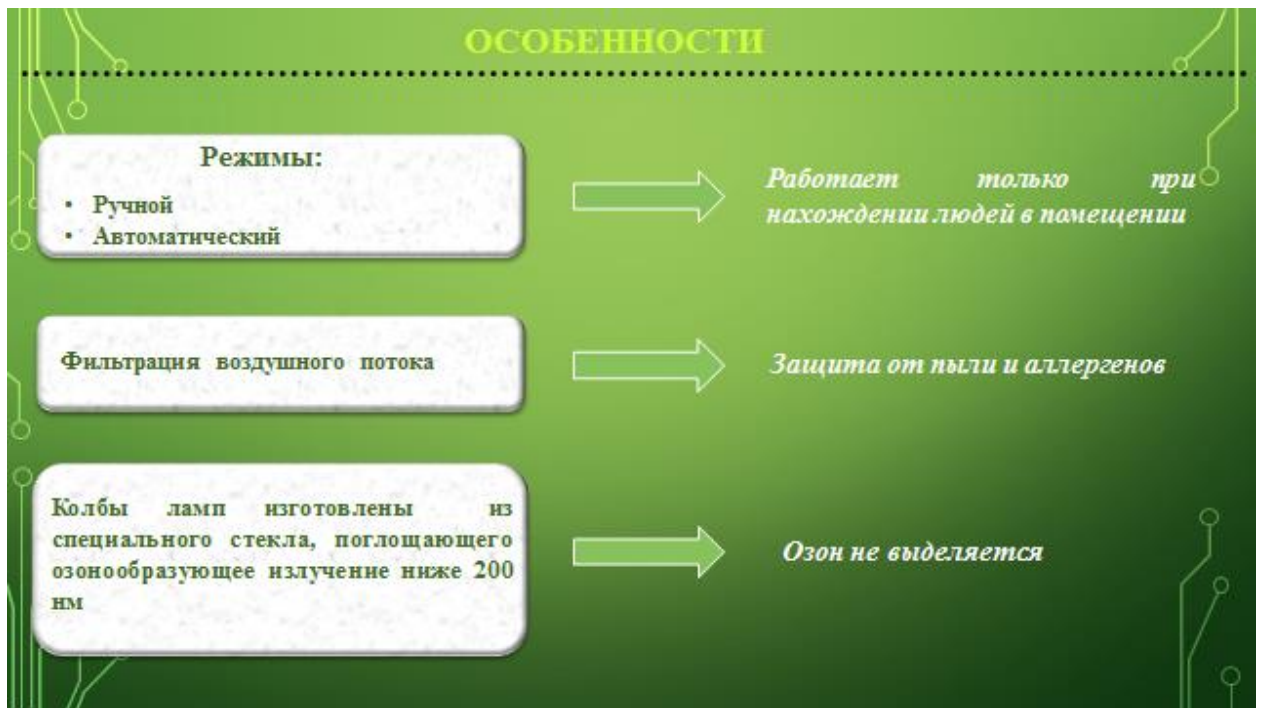 ОСОБЕННОСТИ
Режимы:
• Ручной
• Автоматический
Работает только при
нахождении людей в помещении
Фильтрация воздушного потока
Защита от пыли и аллергенов
Колбы ламп изготовлены из
специального стекла, поглощающего
озонообразующее излучение ниже 200
нм
Озон не выделяется